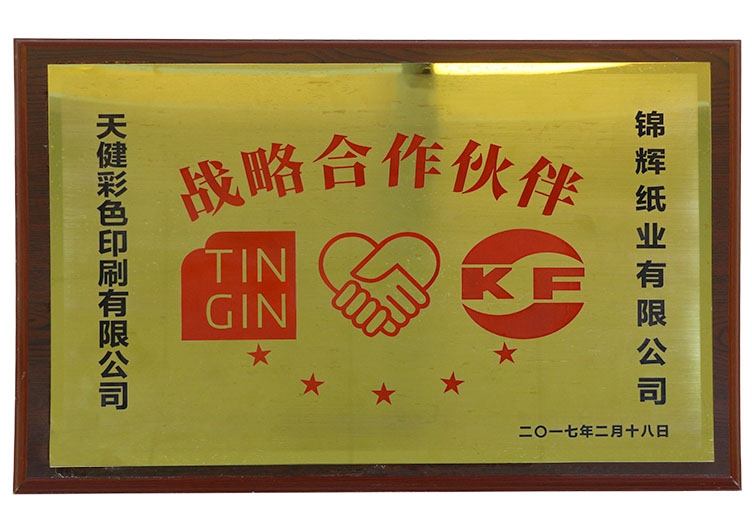 战略合作伙伴
天健彩色印刷有限公司
TIN
GIN
KF
锦辉纸业有限公司
二〇一七年二月十八日